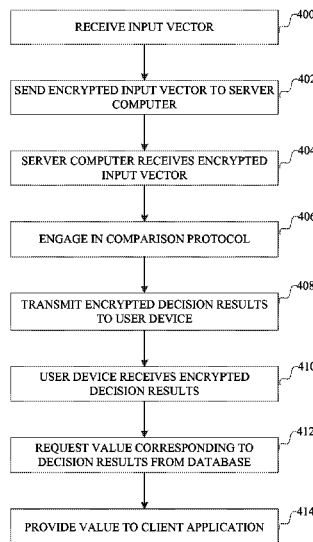 RECEIVE INPUT VECTOR
400
SEND ENCRYPTED INPUT VECTOR TO SERVER
COMPUTER
402
SERVER COMPUTER RECEIVES ENCRYPTED
INPUT VECTOR
404
ENGAGE IN COMPARISON PROTOCOL
406
TRANSMIT ENCRYPTED DECISION RESULTS
TO USER DEVICE
408
USER DEVICE RECEIVES ENCRYPTED
DECISION RESULTS
410
REQUEST VALUE CORRESPONDING TO
DECISION RESULTS FROM DATABASE
412
PROVIDE VALUE TO CLIENT APPLICATION
414